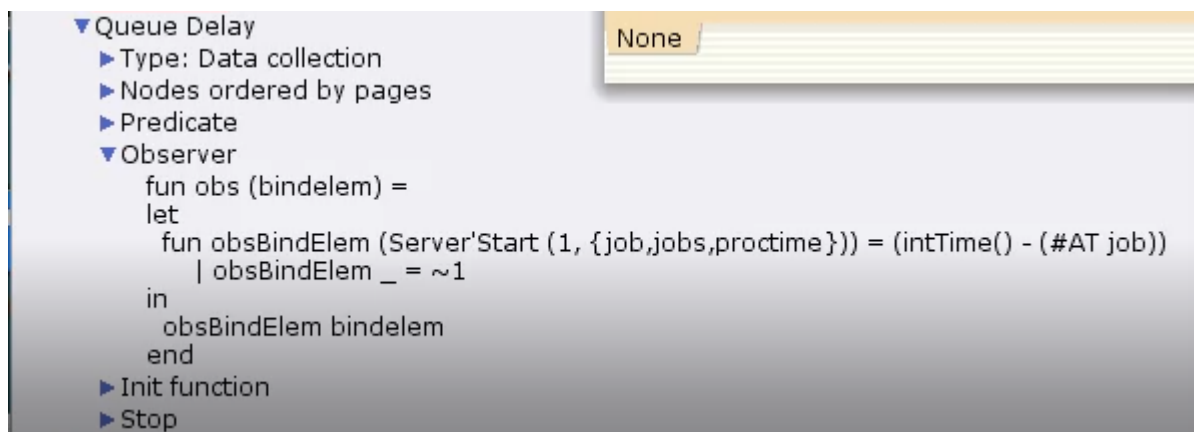 Queue Delay
None
Type: Data collection
Nodes ordered by pages
Predicate
Observer
fun obs (bindelem) =
let
fun obsBindElem (Server'Start (1, {job,jobs,proctime})) = (intTime() - (#AT job))
| obsBindElem _ = ~1
in
obsBindElem bindelem
end
Init function
Stop